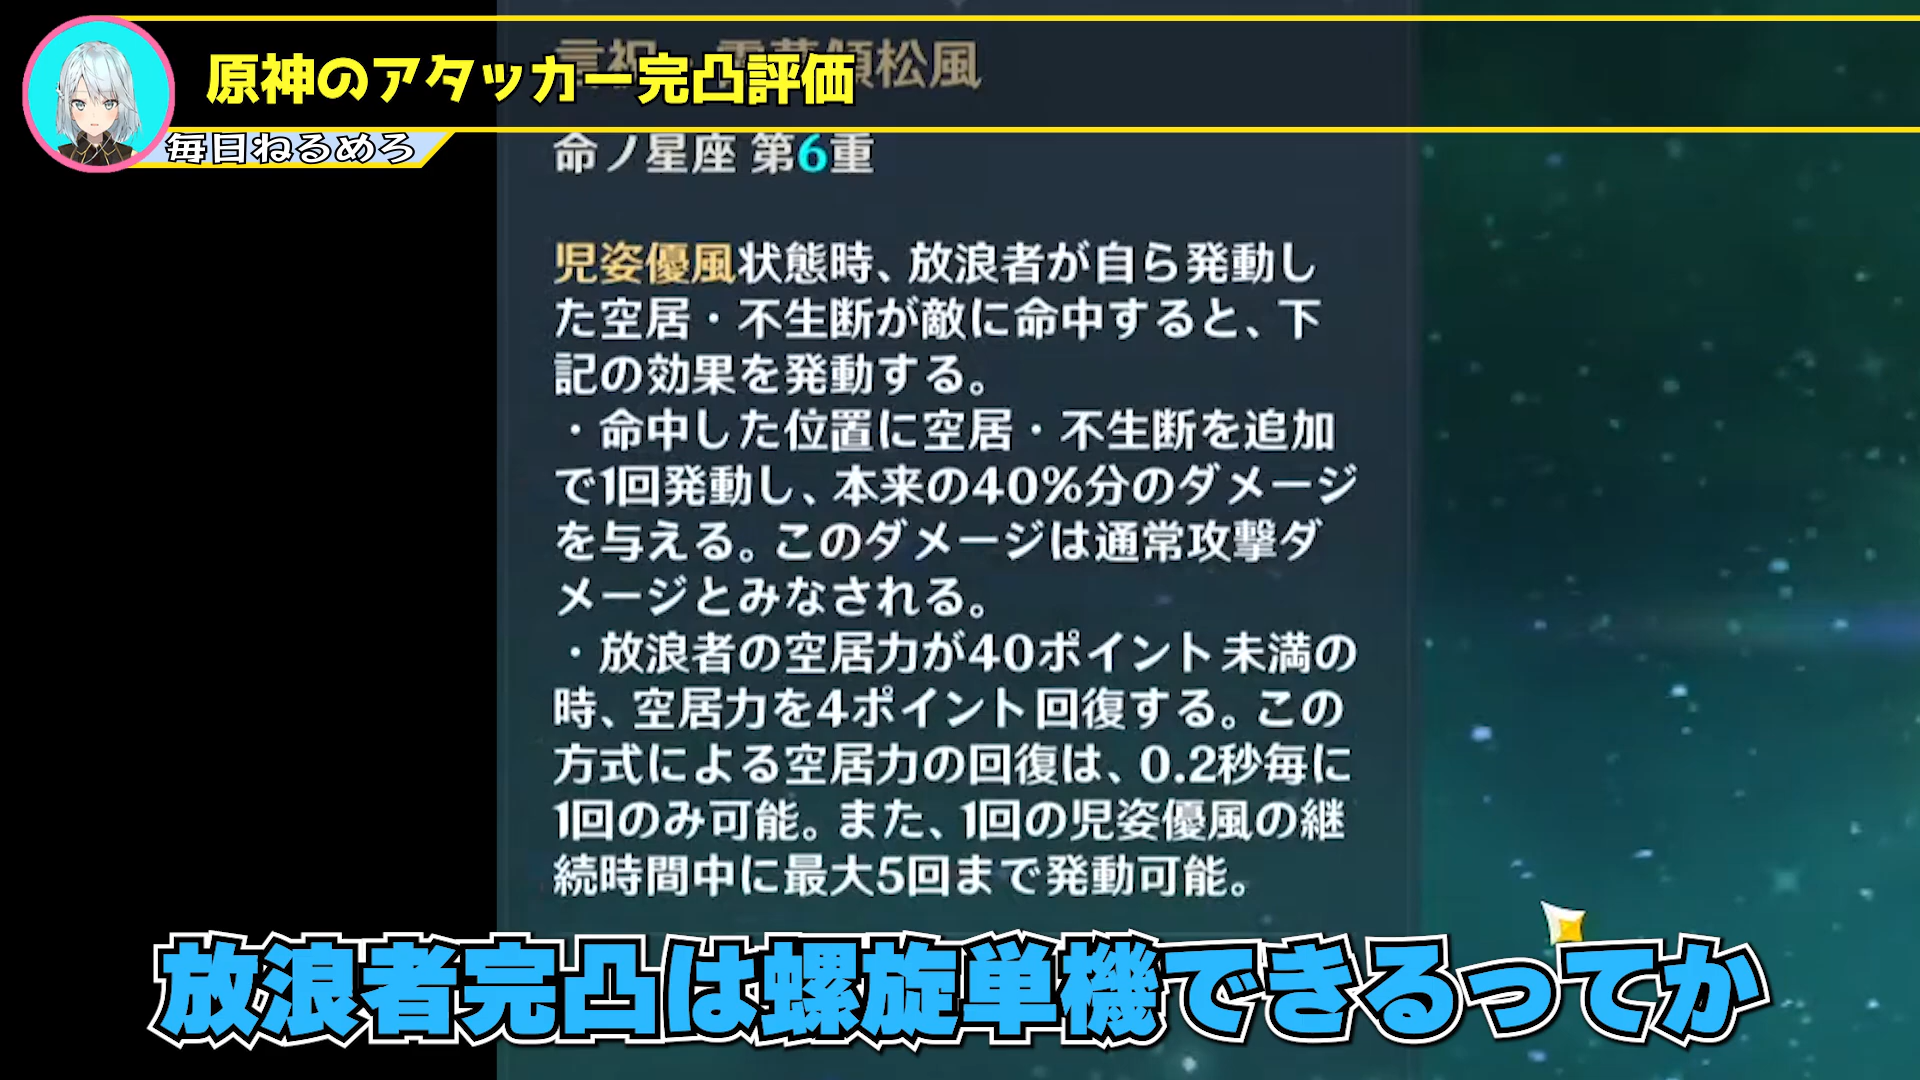 原神のアタッカー完凸評価
毎日ねるめろ
命ノ星座 第6重
児姿優風状態時、放浪者が自ら発動し
た空居・不生断が敵に命中すると、下
記の効果を発動する。
・命中した位置に空居・不生断を追加
で1回発動し、本来の40%分のダメージ
を与える。このダメージは通常攻撃ダ
メージとみなされる。
・放浪者の空居力が40ポイント未満の
時、空居力を4ポイント回復する。この
方式による空居力の回復は、0.2秒毎に
1回のみ可能。また、1回の児姿優風の継
続時間中に最大5回まで発動可能。
放浪者完凸は螺旋単機できるってか